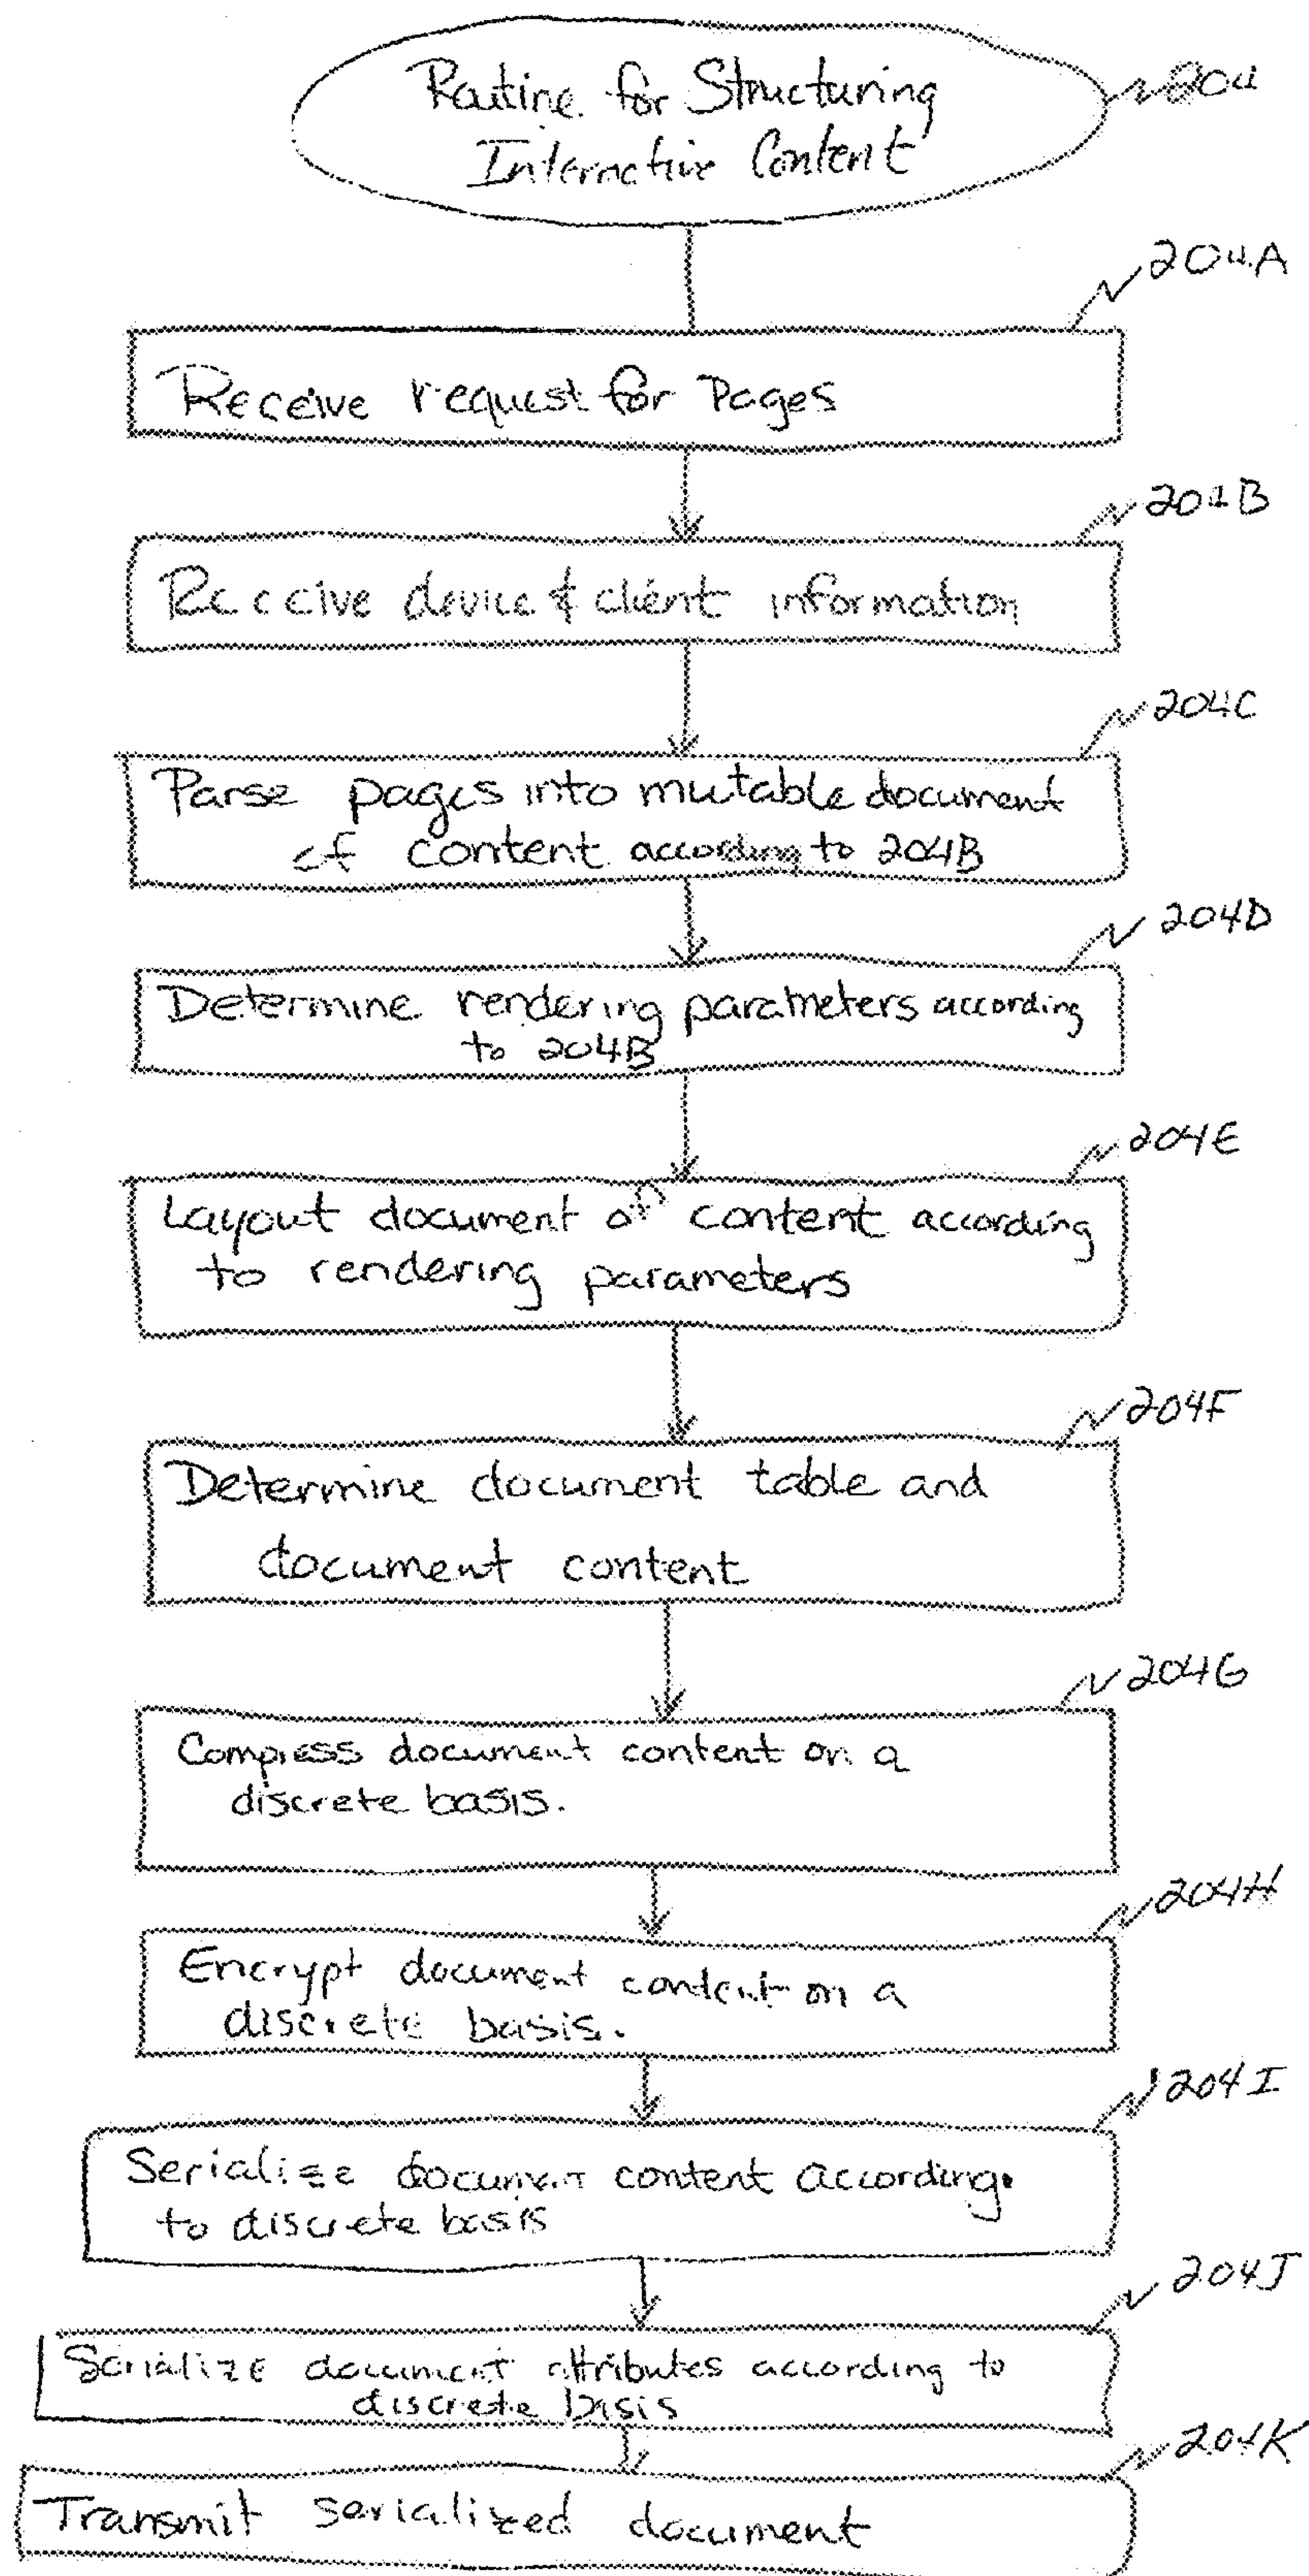 Routine for Structuring
Interactive Content
204
204A
Receive request for Pages
204B
Receive device & client information
204C
Parse pages into mutable document
of content according to 204B
204D
Determine rendering parameters according
to 204B
204E
Layout document of content according
to rendering parameters
204F
Determine document table and
document content
204G
Compress document content on a
discrete basis.
204H
Encrypt document content on a
discrete basis.
204I
Serialize document content according
to discrete basis
204J
Serialize document attributes according to
discrete basis
204K
Transmit serialized document